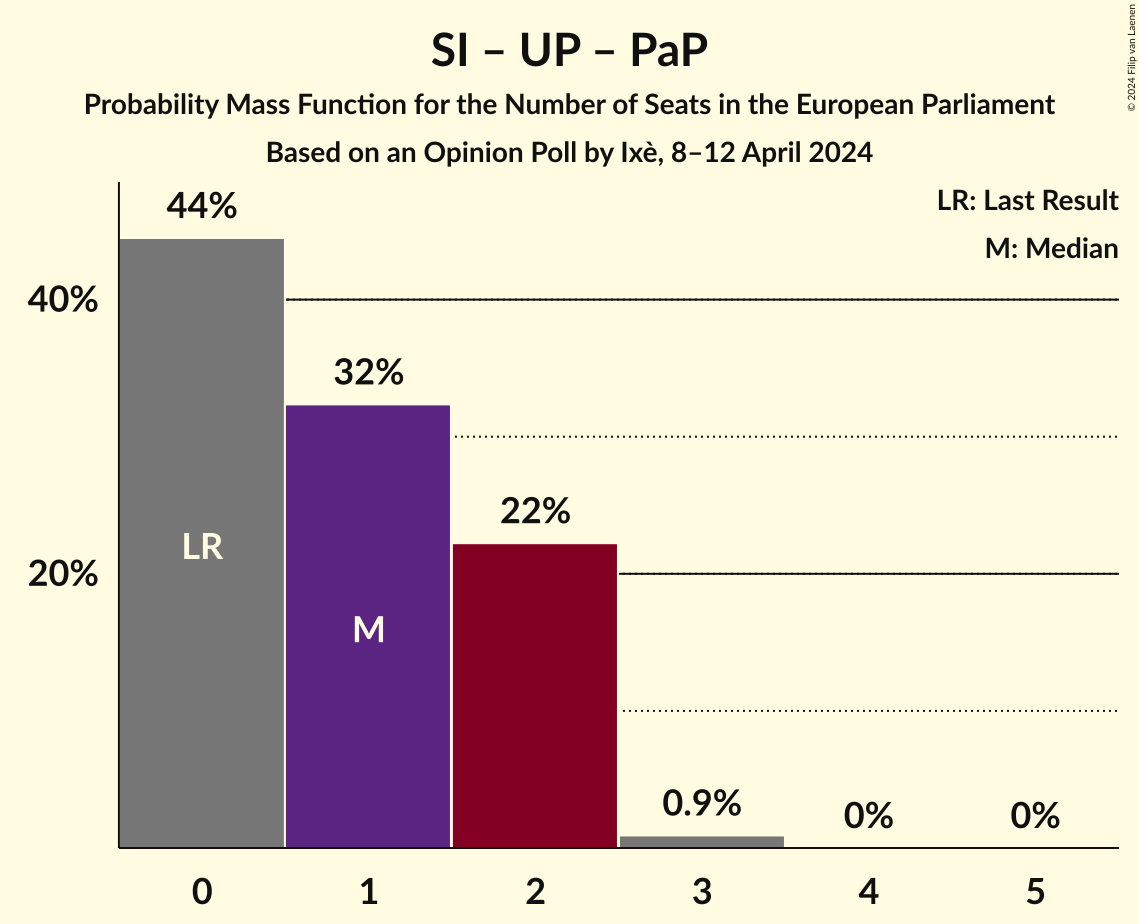 SI – UP – PaP
Probability Mass Function for the Number of Seats in the European Parliament
Based on an Opinion Poll by Ixè, 8–12 April 2024
© 2024 Filip van Laenen
LR: Last Result
M: Median
44%
40%
32%
22%
20%
LR
M
0.9%
0%
0%
0
1
2
3
4
5